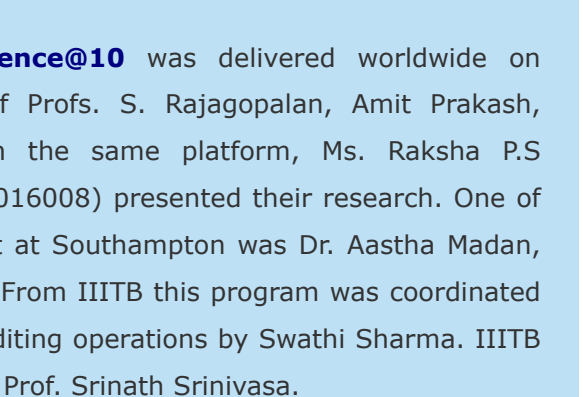 ence@10 was delivered worldwide on
f Profs. S. Rajagopalan, Amit Prakash,
the same platform, Ms. Raksha P.S
016008) presented their research. One of
t at Southampton was Dr. Aastha Madan,
From IIITB this program was coordinated
diting operations by Swathi Sharma. IIITB
Prof. Srinath Srinivasa.